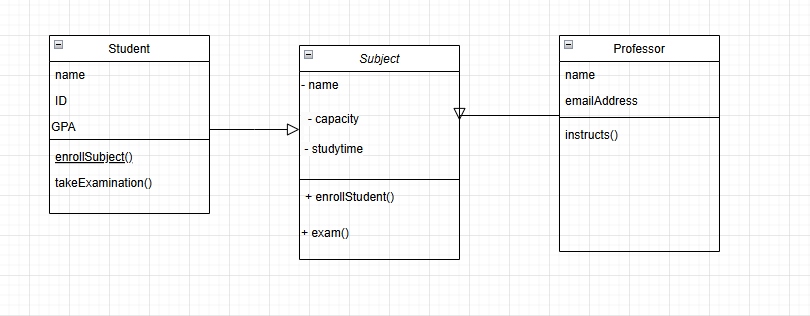 Student
name
ID
GPA
enrollSubject()
takeExamination()
Subject
- name
- capacity
- studytime
+ enrollStudent()
+ exam()
Professor
name
emailAddress
instructs()